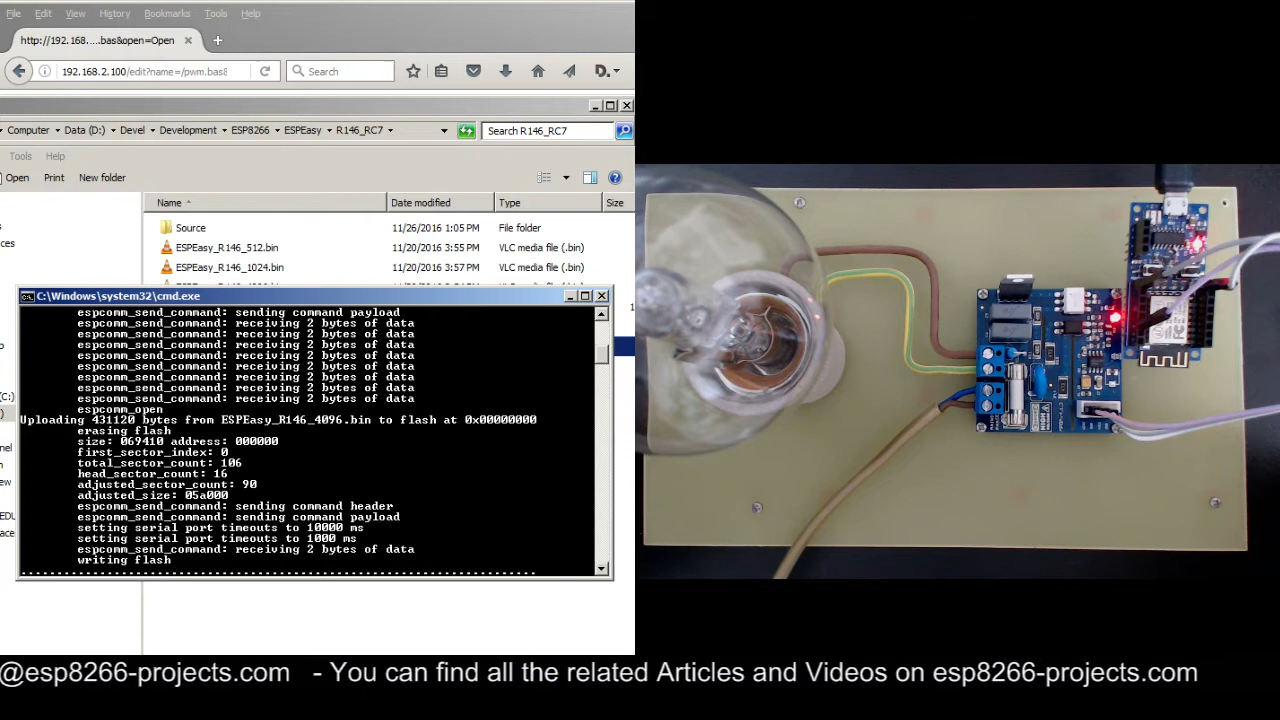 File Edit View History Bookmarks Tools Help
http://192.168....bas&open=Open
192.168.2.100/edit?name=/pwm.bas&
Search
D.
Computer Data (D:) Devel Development ESP8266 ESPEasy R146_RC7
Search R146_RC7
Tools Help
Open Print New folder
Name Type Size
Source 11/26/2016 1:05 PM File folder
ESPEasy_R146_512.bin 11/20/2016 3:55 PM VLC media file (.bin)
ESPEasy_R146_1024.bin 11/20/2016 3:57 PM VLC media file (.bin)
C:\Windows\system32\cmd.exe
espcomm_send_command: sending command payload
espcomm_send_command: receiving 2 bytes of data
espcomm_send_command: receiving 2 bytes of data
espcomm_send_command: receiving 2 bytes of data
espcomm_send_command: receiving 2 bytes of data
espcomm_send_command: receiving 2 bytes of data
espcomm_send_command: receiving 2 bytes of data
espcomm_send_command: receiving 2 bytes of data
espcomm_send_command: receiving 2 bytes of data
espcomm_open
Uploading 431120 bytes from ESPEasy_R146_4096.bin to flash at 0x00000000
erasing flash
size: 069410 address: 000000
first_sector_index: 0
total_sector_count: 106
head_sector_count: 16
adjusted_sector_count: 90
adjusted_size: 05a000
espcomm_send_command: sending command header
espcomm_send_command: sending command payload
setting serial port timeouts to 10000 ms
setting serial port timeouts to 1000 ms
espcomm_send_command: receiving 2 bytes of data
writing flash
........................................................................
@esp8266-projects.com - You can find all the related Articles and Videos on esp8266-projects.com